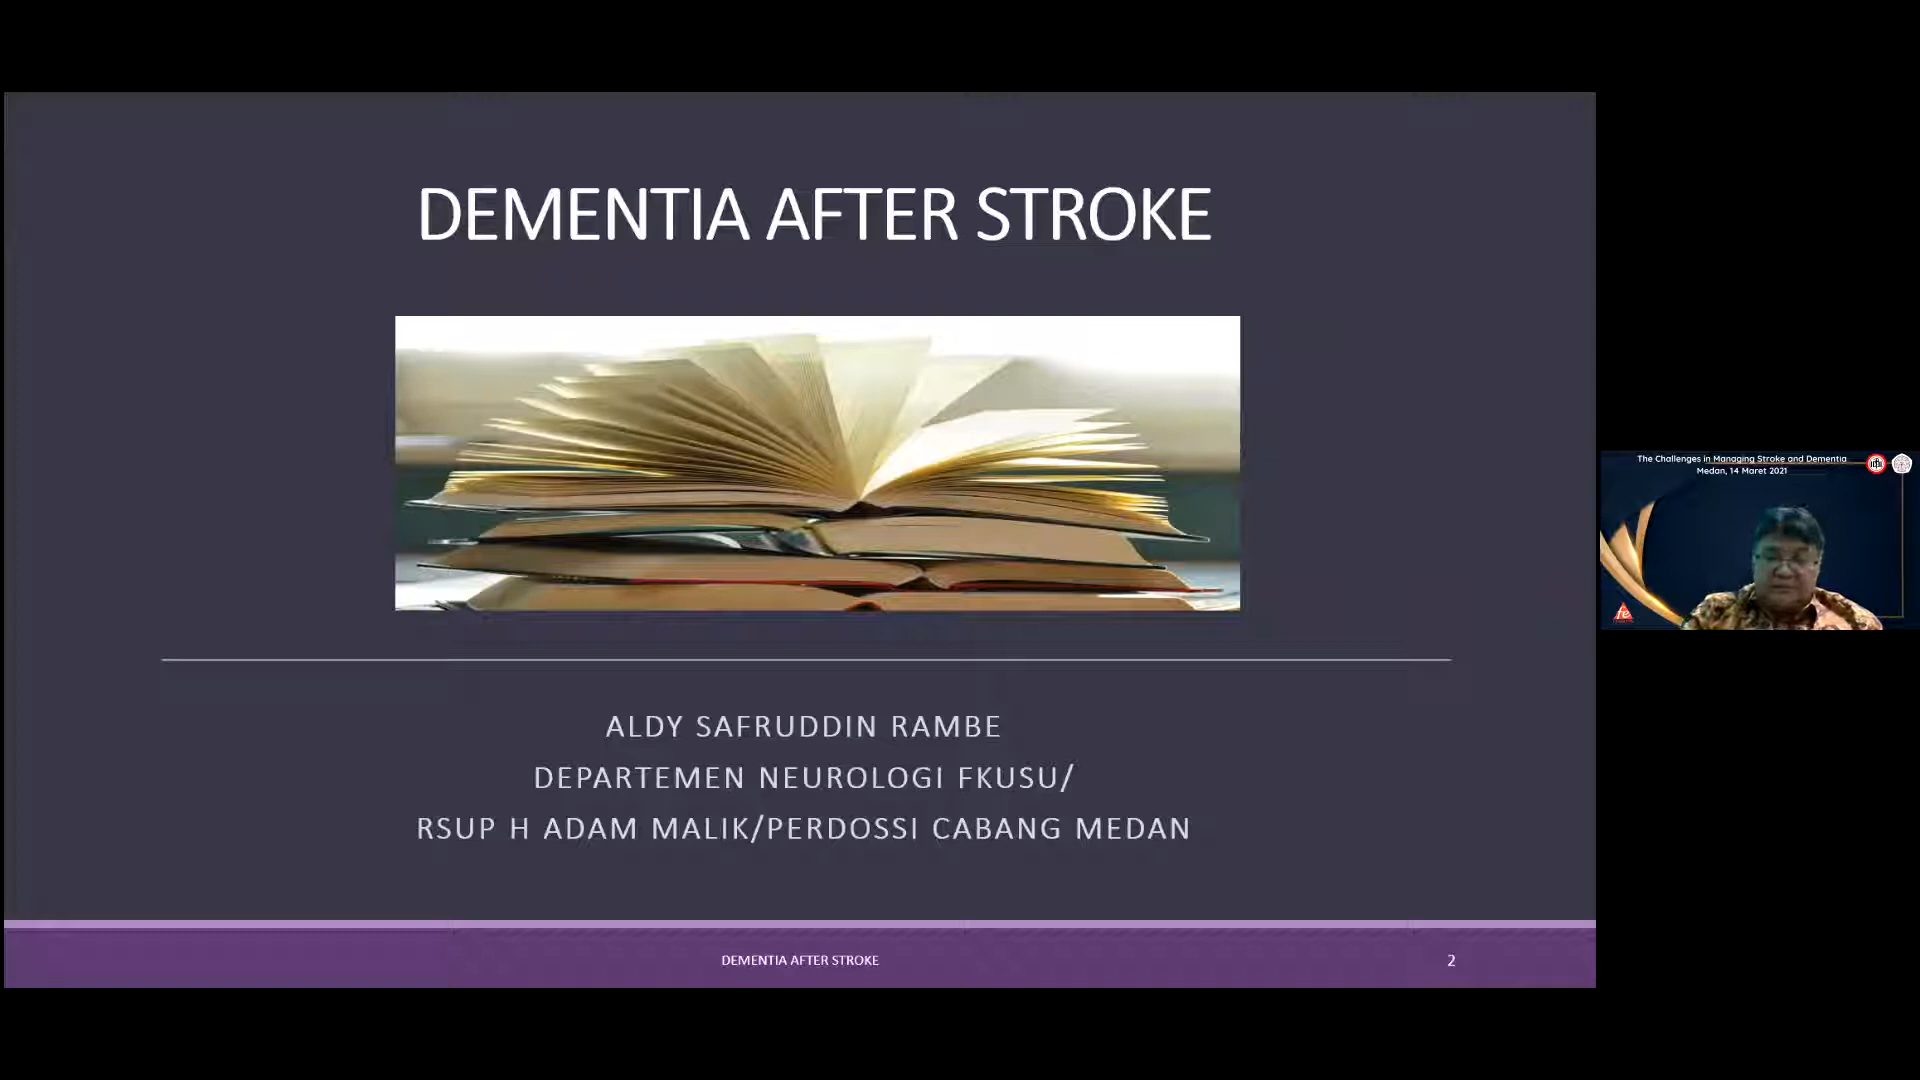 DEMENTIA AFTER STROKE
ALDY SAFRUDDIN RAMBE
DEPARTEMEN NEUROLOGI FKUSU/
RSUP H ADAM MALIK/PERDOSSI CABANG MEDAN
DEMENTIA AFTER STROKE
2
The Challenges in Managing Stroke and Dementia
Medan, 14 Maret 2021